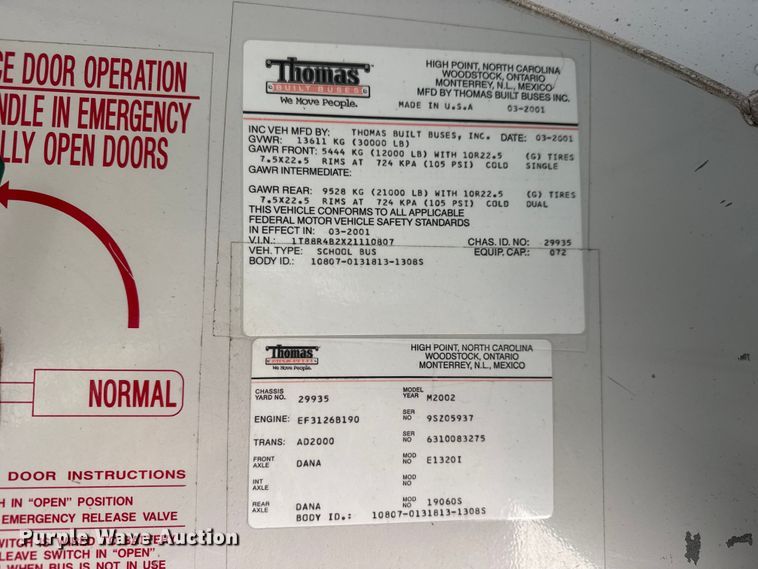 CE DOOR OPERATION
NDLE IN EMERGENCY
LLY OPEN DOORS
NORMAL
DOOR INSTRUCTIONS
H IN "OPEN" POSITION
EMERGENCY RELEASE VALVE
LEAVE SWITCH IN "OPEN"
WHEN BUS IS NOT IN USE
Thomas
BUILT BUSES
We Move People.
HIGH POINT, NORTH CAROLINA
WOODSTOCK, ONTARIO
MONTERREY, N.L., MEXICO
MFD BY THOMAS BUILT BUSES INC.
MADE IN U.S.A 03-2001
INC VEH MFD BY: THOMAS BUILT BUSES, INC. DATE: 03-2001
GVWR: 13611 KG (30000 LB)
GAWR FRONT: 5444 KG (12000 LB) WITH 10R22.5 (G) TIRES
7.5X22.5 RIMS AT 724 KPA (105 PSI) COLD SINGLE
GAWR INTERMEDIATE:
GAWR REAR: 9528 KG (21000 LB) WITH 10R22.5 (G) TIRES
7.5X22.5 RIMS AT 724 KPA (105 PSI) COLD DUAL
THIS VEHICLE CONFORMS TO ALL APPLICABLE
FEDERAL MOTOR VEHICLE SAFETY STANDARDS
IN EFFECT IN: 03-2001
V.I.N.: 1T88R4B2X21110807 CHAS. ID. NO: 29935
VEH. TYPE: SCHOOL BUS EQUIP. CAP.: 072
BODY ID.: 10807-0131813-1308S
Thomas
BUILT BUSES
We Move People.
HIGH POINT, NORTH CAROLINA
WOODSTOCK, ONTARIO
MONTERREY, N.L., MEXICO
CHASSIS YARD NO. 29935 MODEL YEAR M2002
ENGINE: EF3126B190 SER NO 9SZ05937
TRANS: AD2000 SER NO 6310083275
FRONT AXLE DANA MOD NO E1320I
INT AXLE MOD NO
REAR AXLE DANA MOD NO 19060S
BODY ID.: 10807-0131813-1308S
Purple Wave Auction